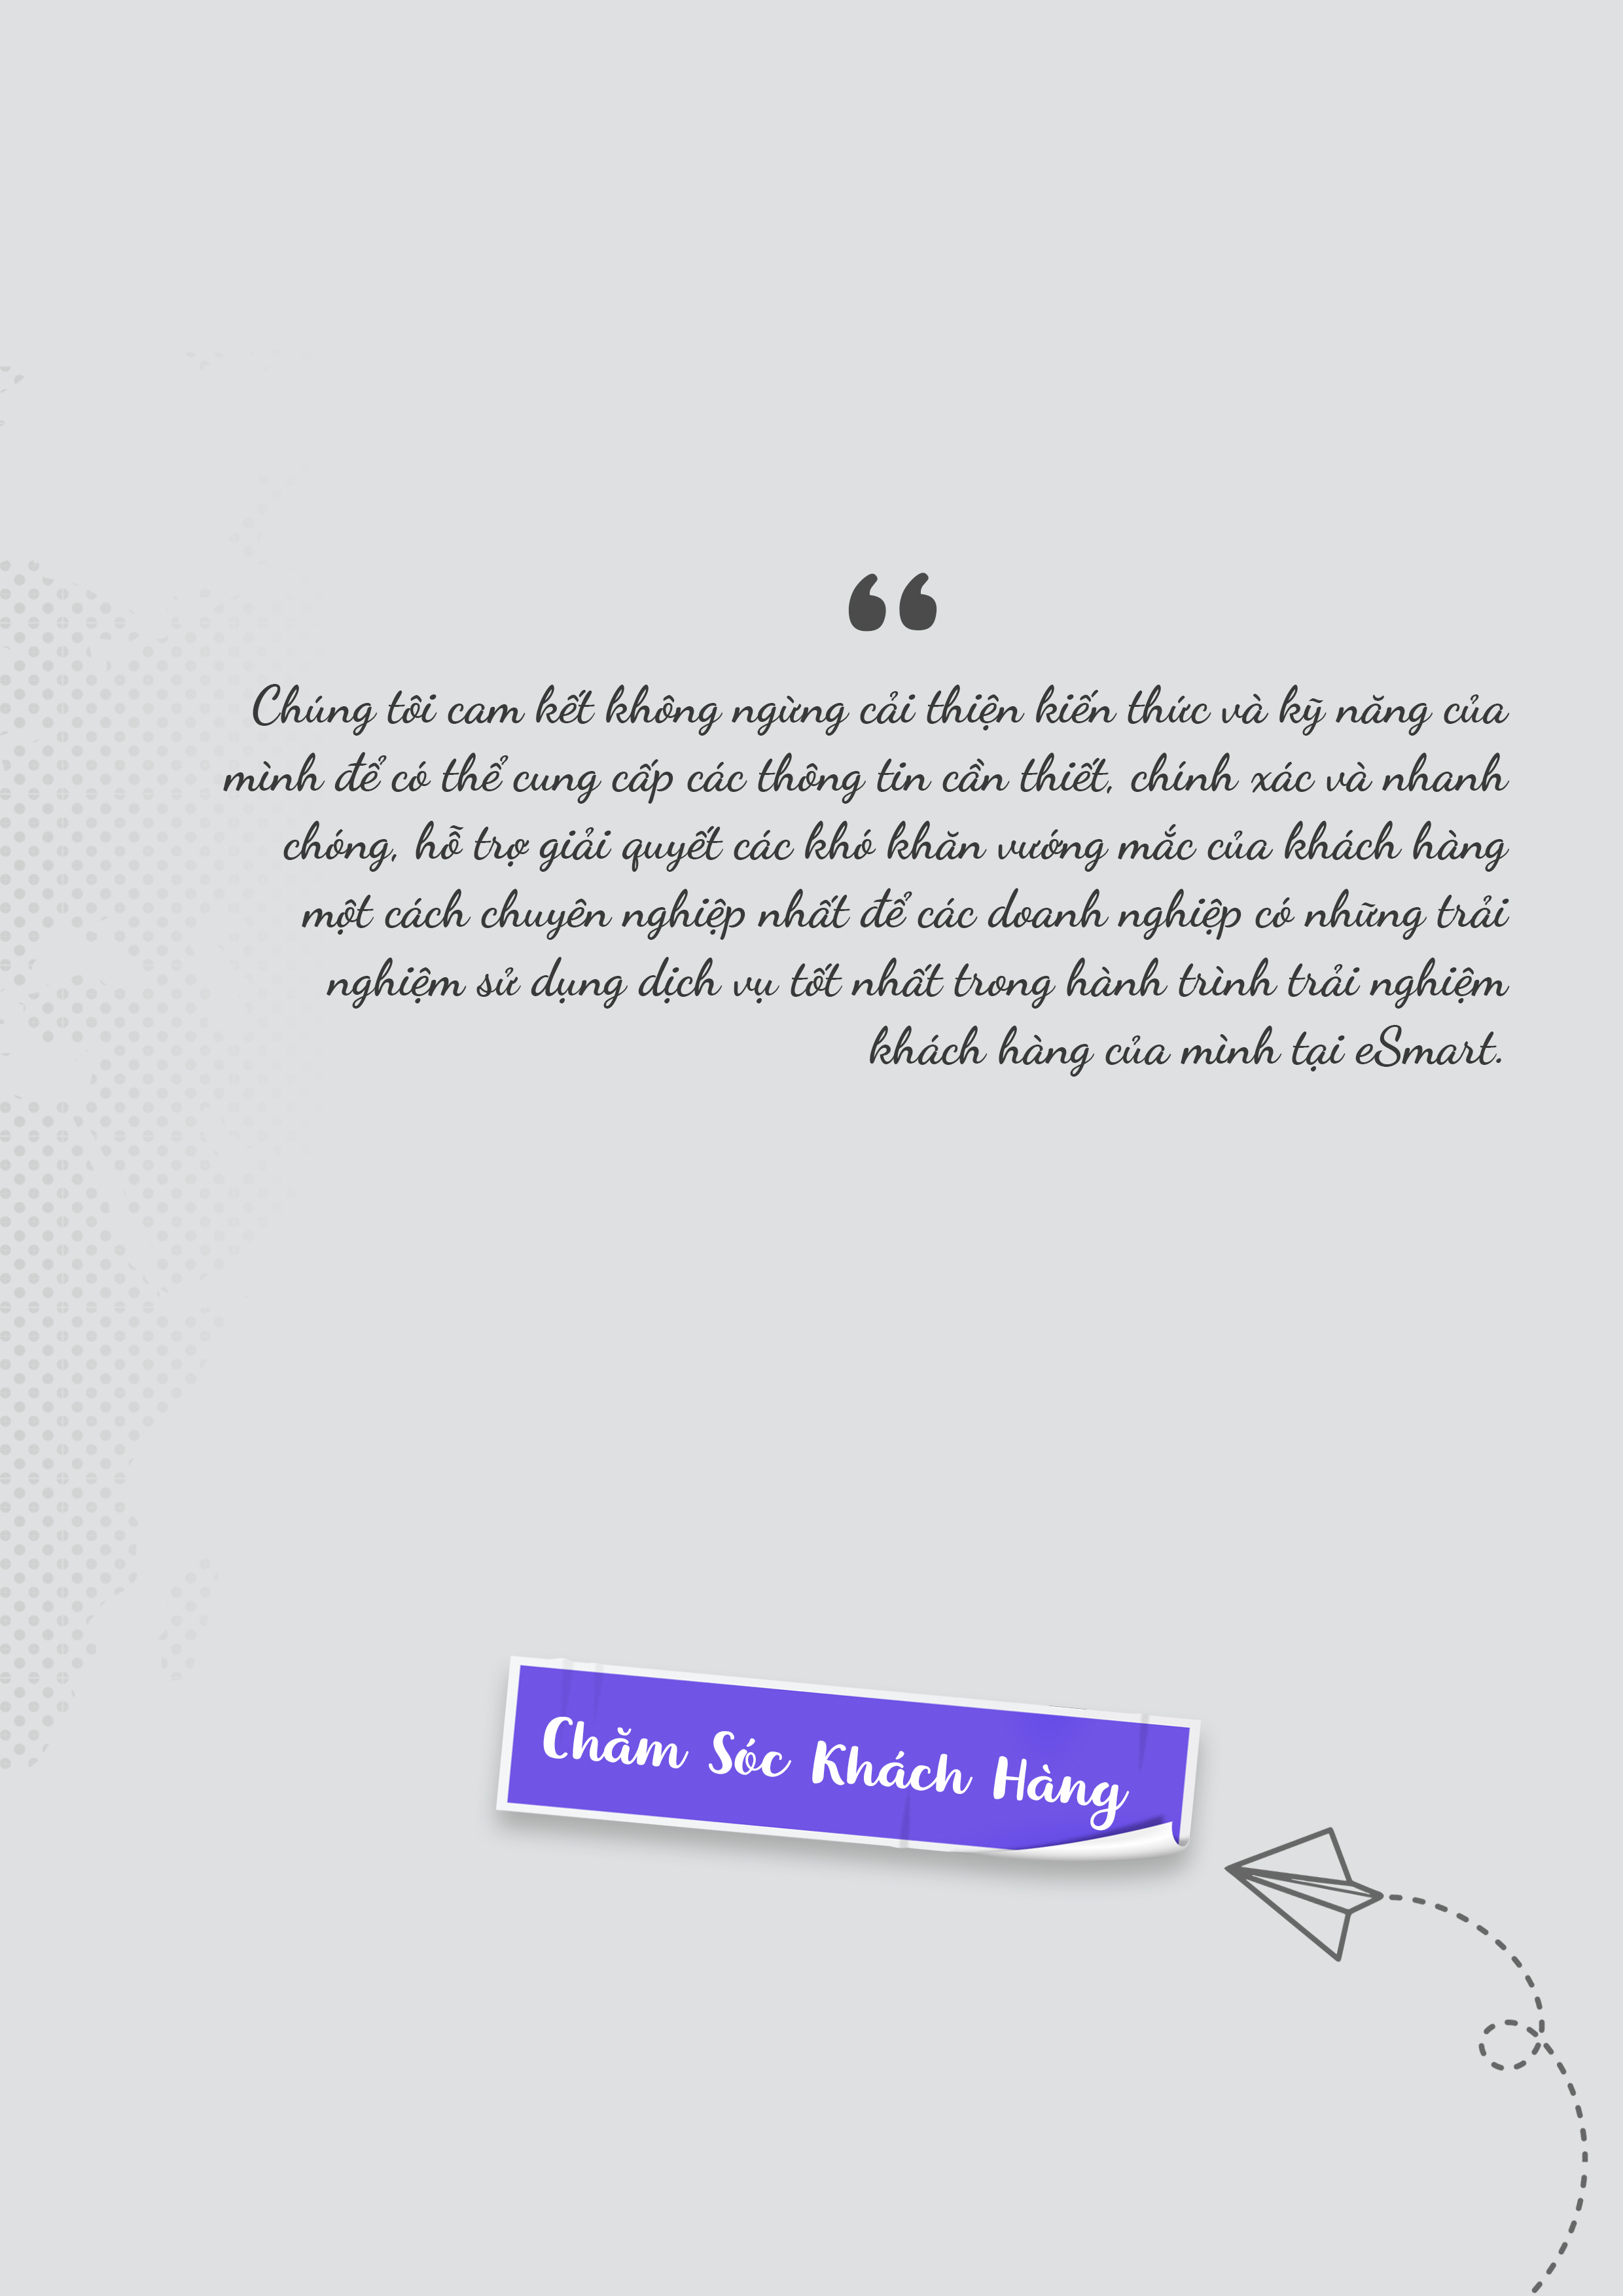 “
Chúng tôi cam kết không ngừng cải thiện kiến thức và kỹ năng của
mình để có thể cung cấp các thông tin cần thiết, chính xác và nhanh
chóng, hỗ trợ giải quyết các khó khăn vướng mắc của khách hàng
một cách chuyên nghiệp nhất để các doanh nghiệp có những trải
nghiệm sử dụng dịch vụ tốt nhất trong hành trình trải nghiệm
khách hàng của mình tại eSmart.
Chăm Sóc Khách Hàng